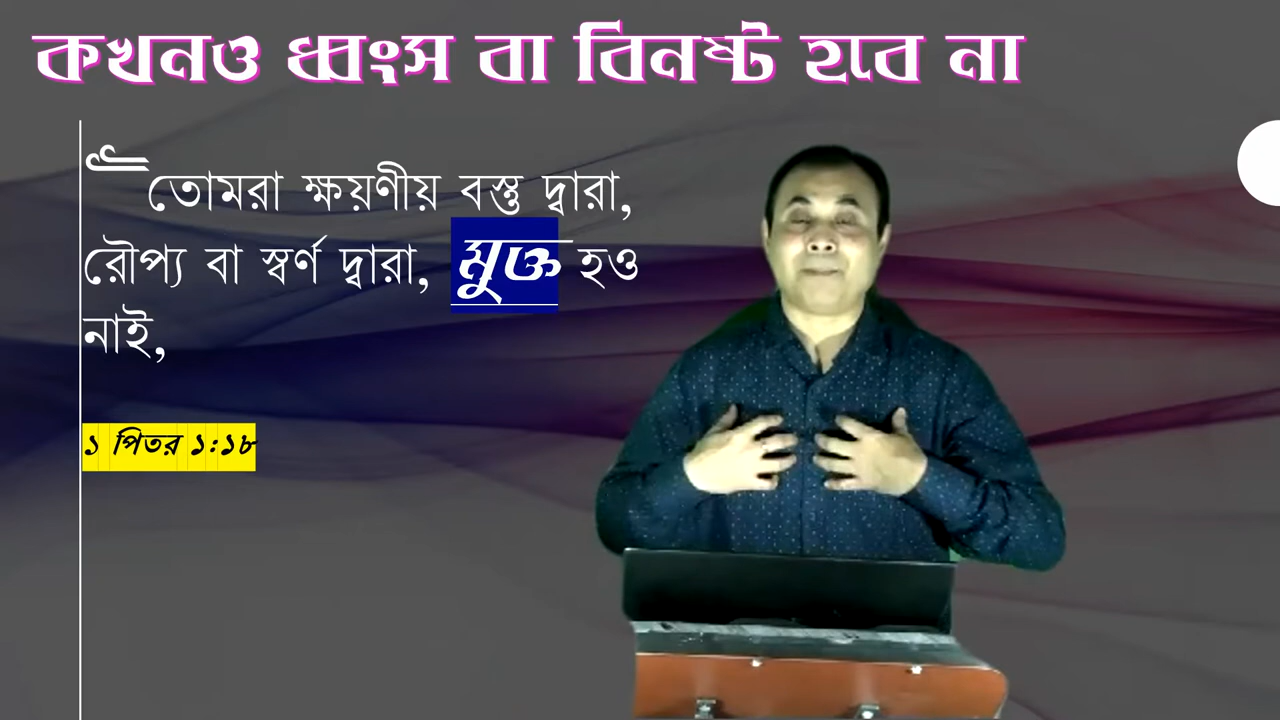 কখনও ধ্বংস বা বিনষ্ট হবে না
তোমরা ক্ষয়ণীয় বস্তু দ্বারা,
রৌপ্য বা স্বর্ণ দ্বারা, মুক্ত হও
নাই,
১ পিতর ১:১৮